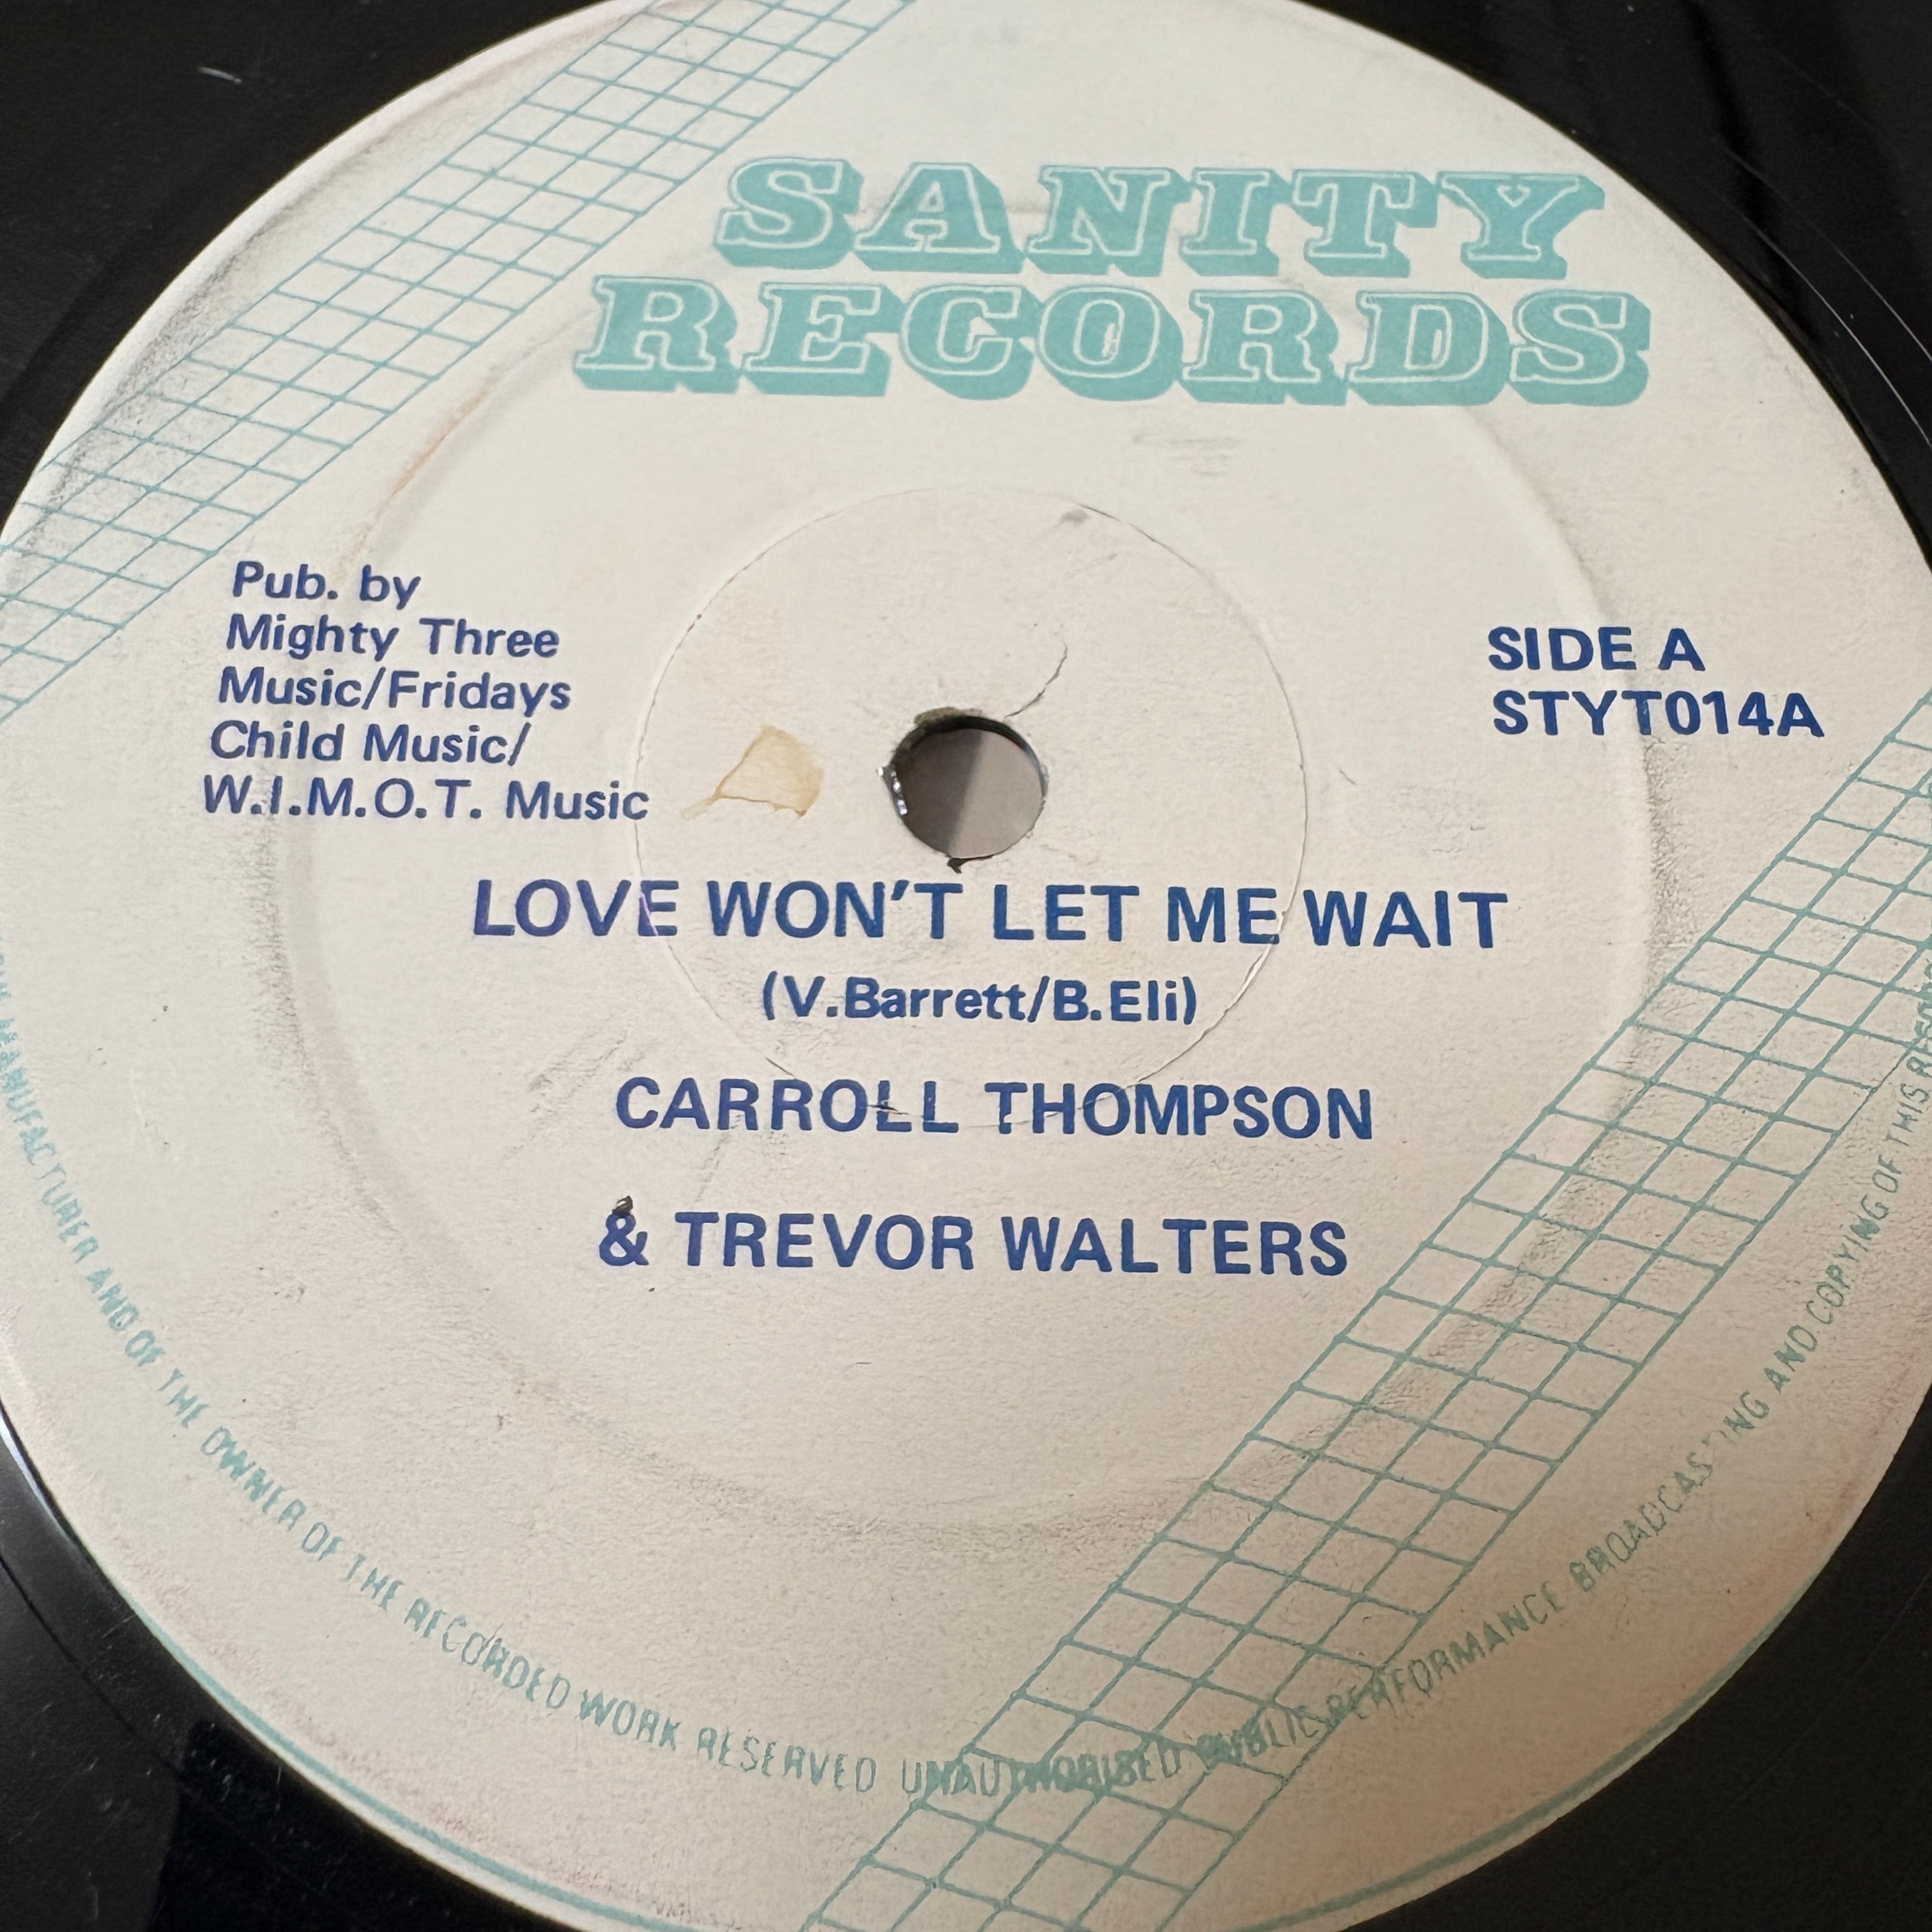 SANITY
RECORDS
Pub. by
Mighty Three
Music/Fridays
Child Music/
W.I.M.O.T. Music
SIDE A
STYT014A
LOVE WON'T LET ME WAIT
(V.Barrett/B.Eli)
CARROLL THOMPSON
& TREVOR WALTERS
MANUFACTURER AND OF THE OWNER OF THE RECORDED WORK RESERVED UNAUTHORISED PUBLIC PERFORMANCE BROADCASTING AND COPYING OF THIS